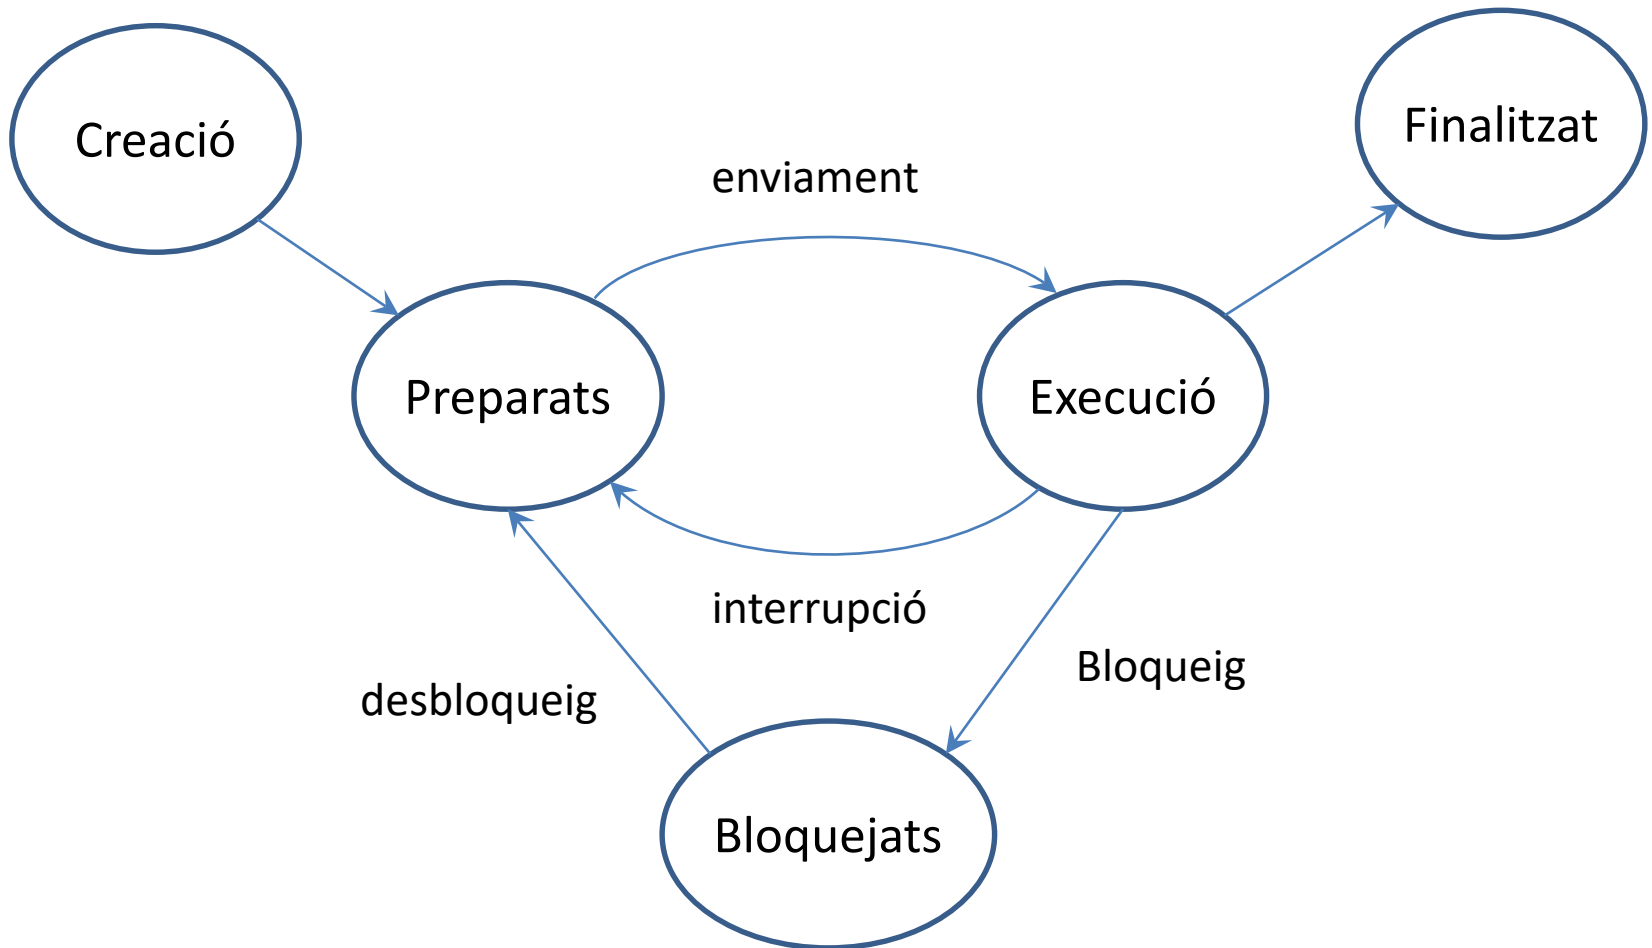 Creació
Finalitzat
enviament
Preparats
Execució
interrupció
Bloqueig
desbloqueig
Bloquejats